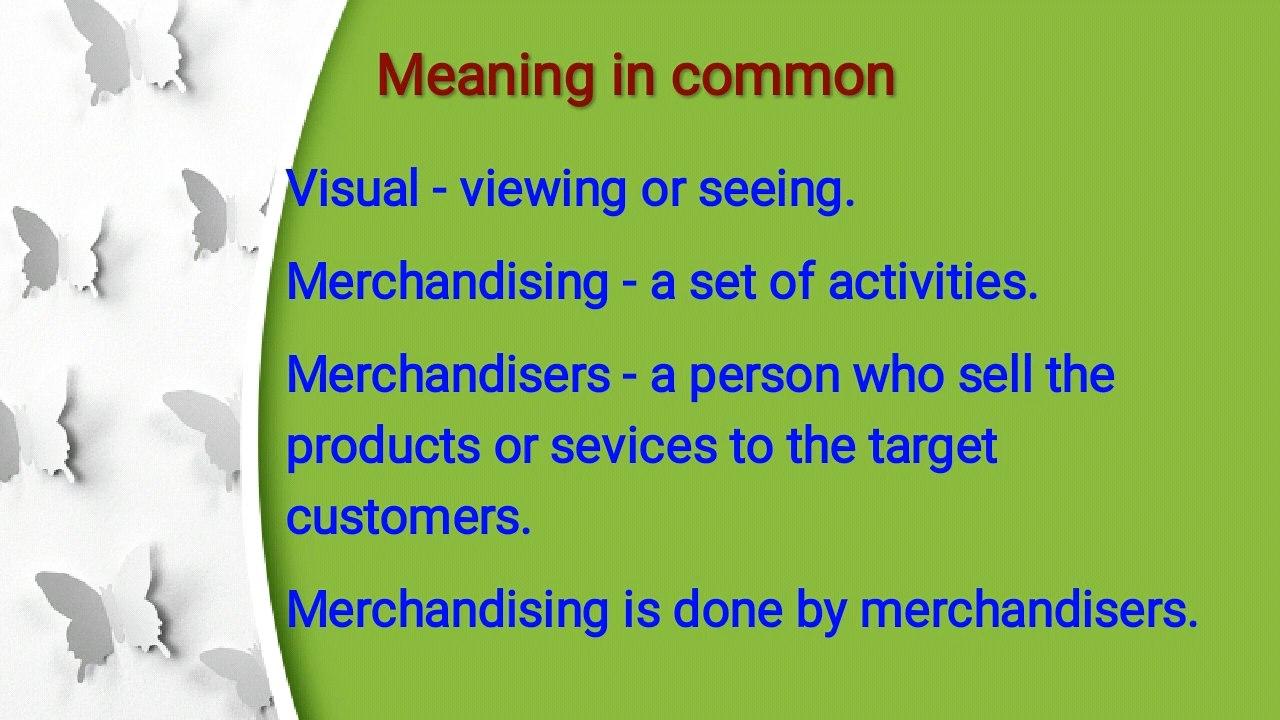 Meaning in common
Visual - viewing or seeing.
Merchandising - a set of activities.
Merchandisers - a person who sell the
products or sevices to the target
customers.
Merchandising is done by merchandisers.